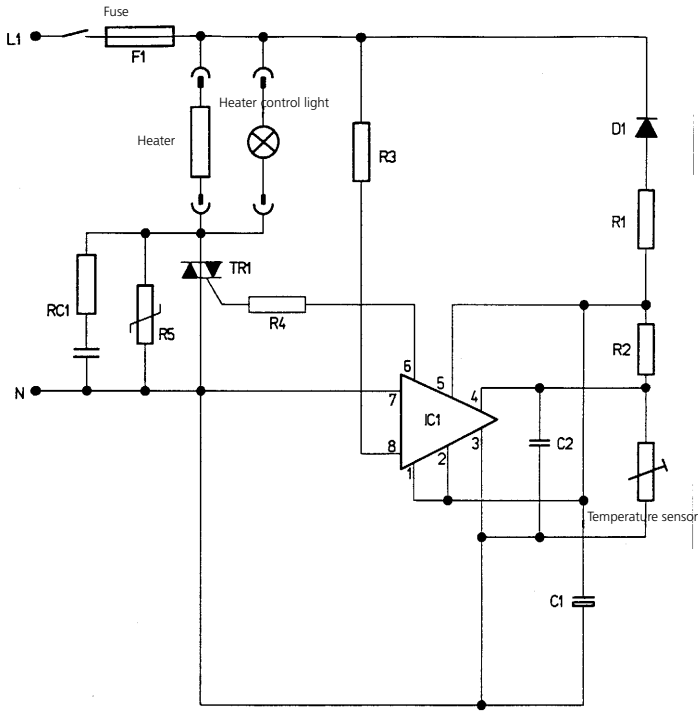 Fuse
L1
F1
Heater control light
Heater
D1
R3
R1
TR1
RC1
R5
R4
R2
6
5
4
N
7
IC1
8
3
2
1
C2
Temperature sensor
C1